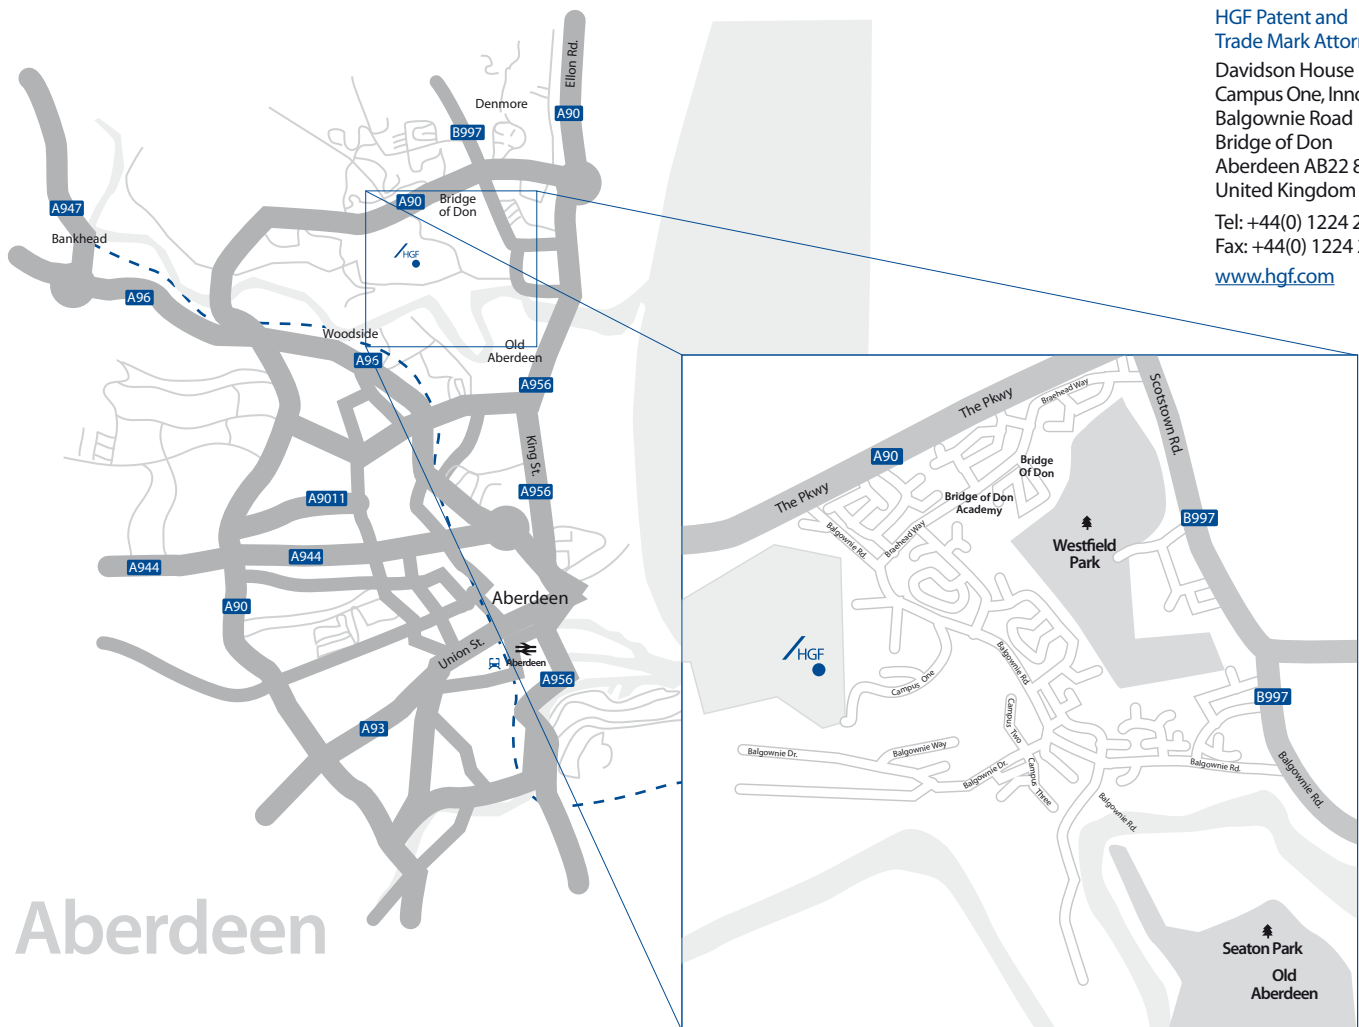 HGF Patent and
Trade Mark Attor
Davidson House
Campus One, Inno
Balgownie Road
Bridge of Don
Aberdeen AB22 8
United Kingdom
Tel: +44(0) 1224 2
Fax: +44(0) 1224
www.hgf.com
Ellon Rd.
Denmore
A90
B997
A947
Bankhead
A90
Bridge
of Don
HGF
A96
Woodside
A96
Old
Aberdeen
A956
King St.
A956
A9011
A944
A944
A90
Aberdeen
Union St.
Aberdeen
A956
A93
Aberdeen
The Pkwy
Braehead Way
Scotstown Rd.
A90
Bridge
Of Don
The Pkwy
Bridge of Don
Academy
Balgownie Rd.
Braehead Way
B997
Westfield
Park
HGF
Balgownie Rd.
Campus One
B997
Campus Two
Balgownie Dr.
Balgownie Way
Balgownie Dr.
Campus Three
Balgownie Rd.
Balgownie Rd.
Balgownie Rd.
Seaton Park
Old
Aberdeen